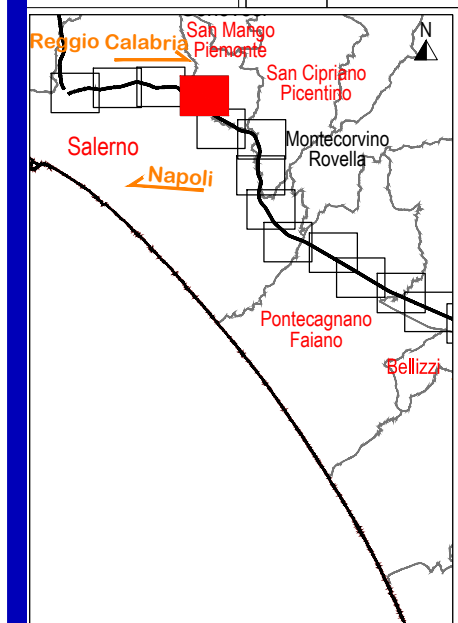 San Mango
Piemonte
Reggio Calabria
N
San Cipriano
Picentino
Salerno
Montecorvino
Rovella
Napoli
Pontecagnano
Faiano
Bellizzi